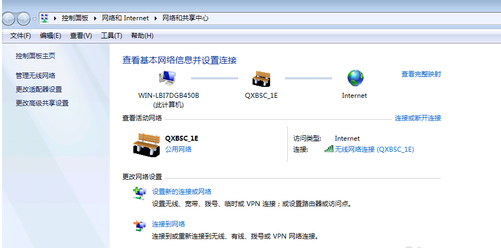 控制面板 ▸ 网络和 Internet ▸ 网络和共享中心
文件(F) 编辑(E) 查看(V) 工具(T) 帮助(H)
控制面板主页
管理无线网络
更改适配器设置
更改高级共享设置
查看基本网络信息并设置连接
查看完整映射
WIN-LBI7DGB450B QXBSC_1E Internet
(此计算机)
查看活动网络 连接或断开连接
QXBSC_1E
公用网络
访问类型: Internet
连接: 无线网络连接 (QXBSC_1E)
更改网络设置
设置新的连接或网络
设置无线、宽带、拨号、临时或 VPN 连接；或设置路由器或访问点。
连接到网络
连接到或重新连接到无线、有线、拨号或 VPN 网络连接。